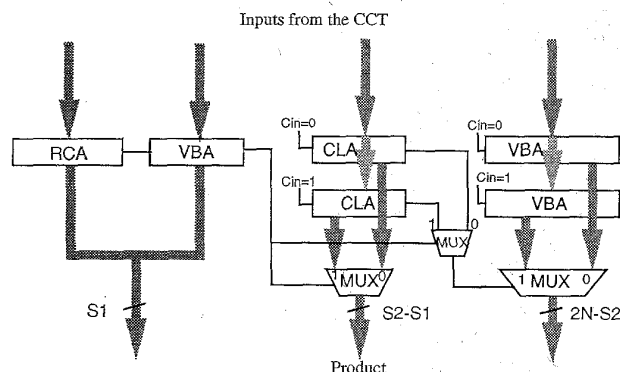 Inputs from the CCT
Cin=0
Cin=0
RCA
VBA
CLA
VBA
Cin=1
Cin=1
CLA
VBA
1
0
MUX
1
MUX
0
1
MUX
0
S1
S2-S1
2N-S2
Product